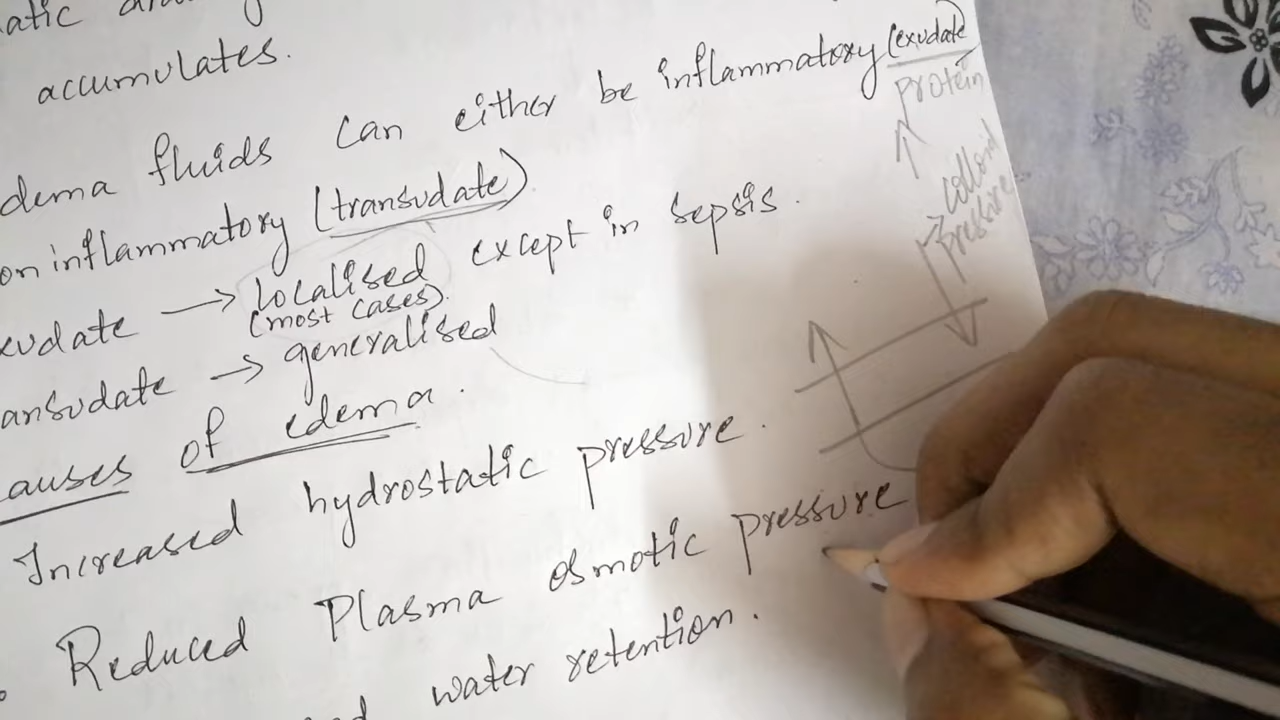 accumulates.
dema fluids can either be inflammatory (exudate)
on inflammatory (transudate)
xudate → localised except in sepsis.
(most cases).
ansudate → generalised
auses of edema.
Increased hydrostatic pressure.
Reduced Plasma osmotic pressure
water retention.
protein
↑
colloid
pressure